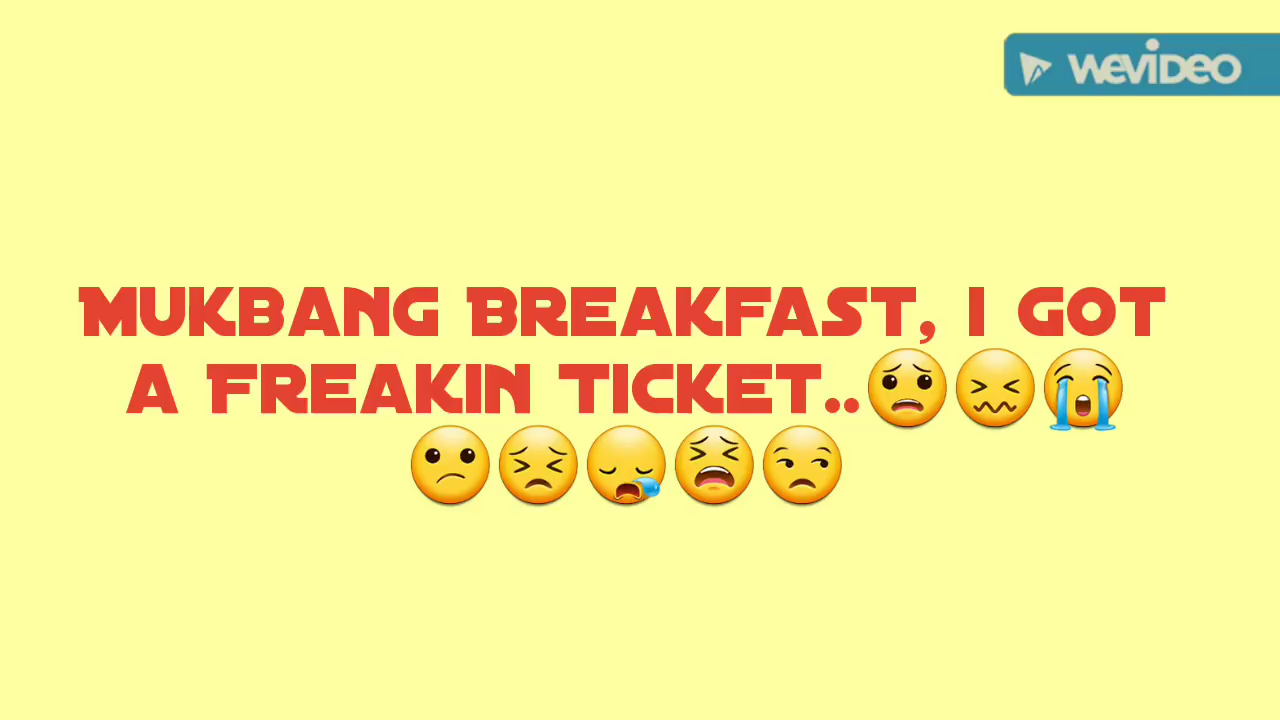 WEVIDEO
MUKBANG BREAKFAST, I GOT
A FREAKIN TICKET..😟😖😭
😕😣😪😫😒